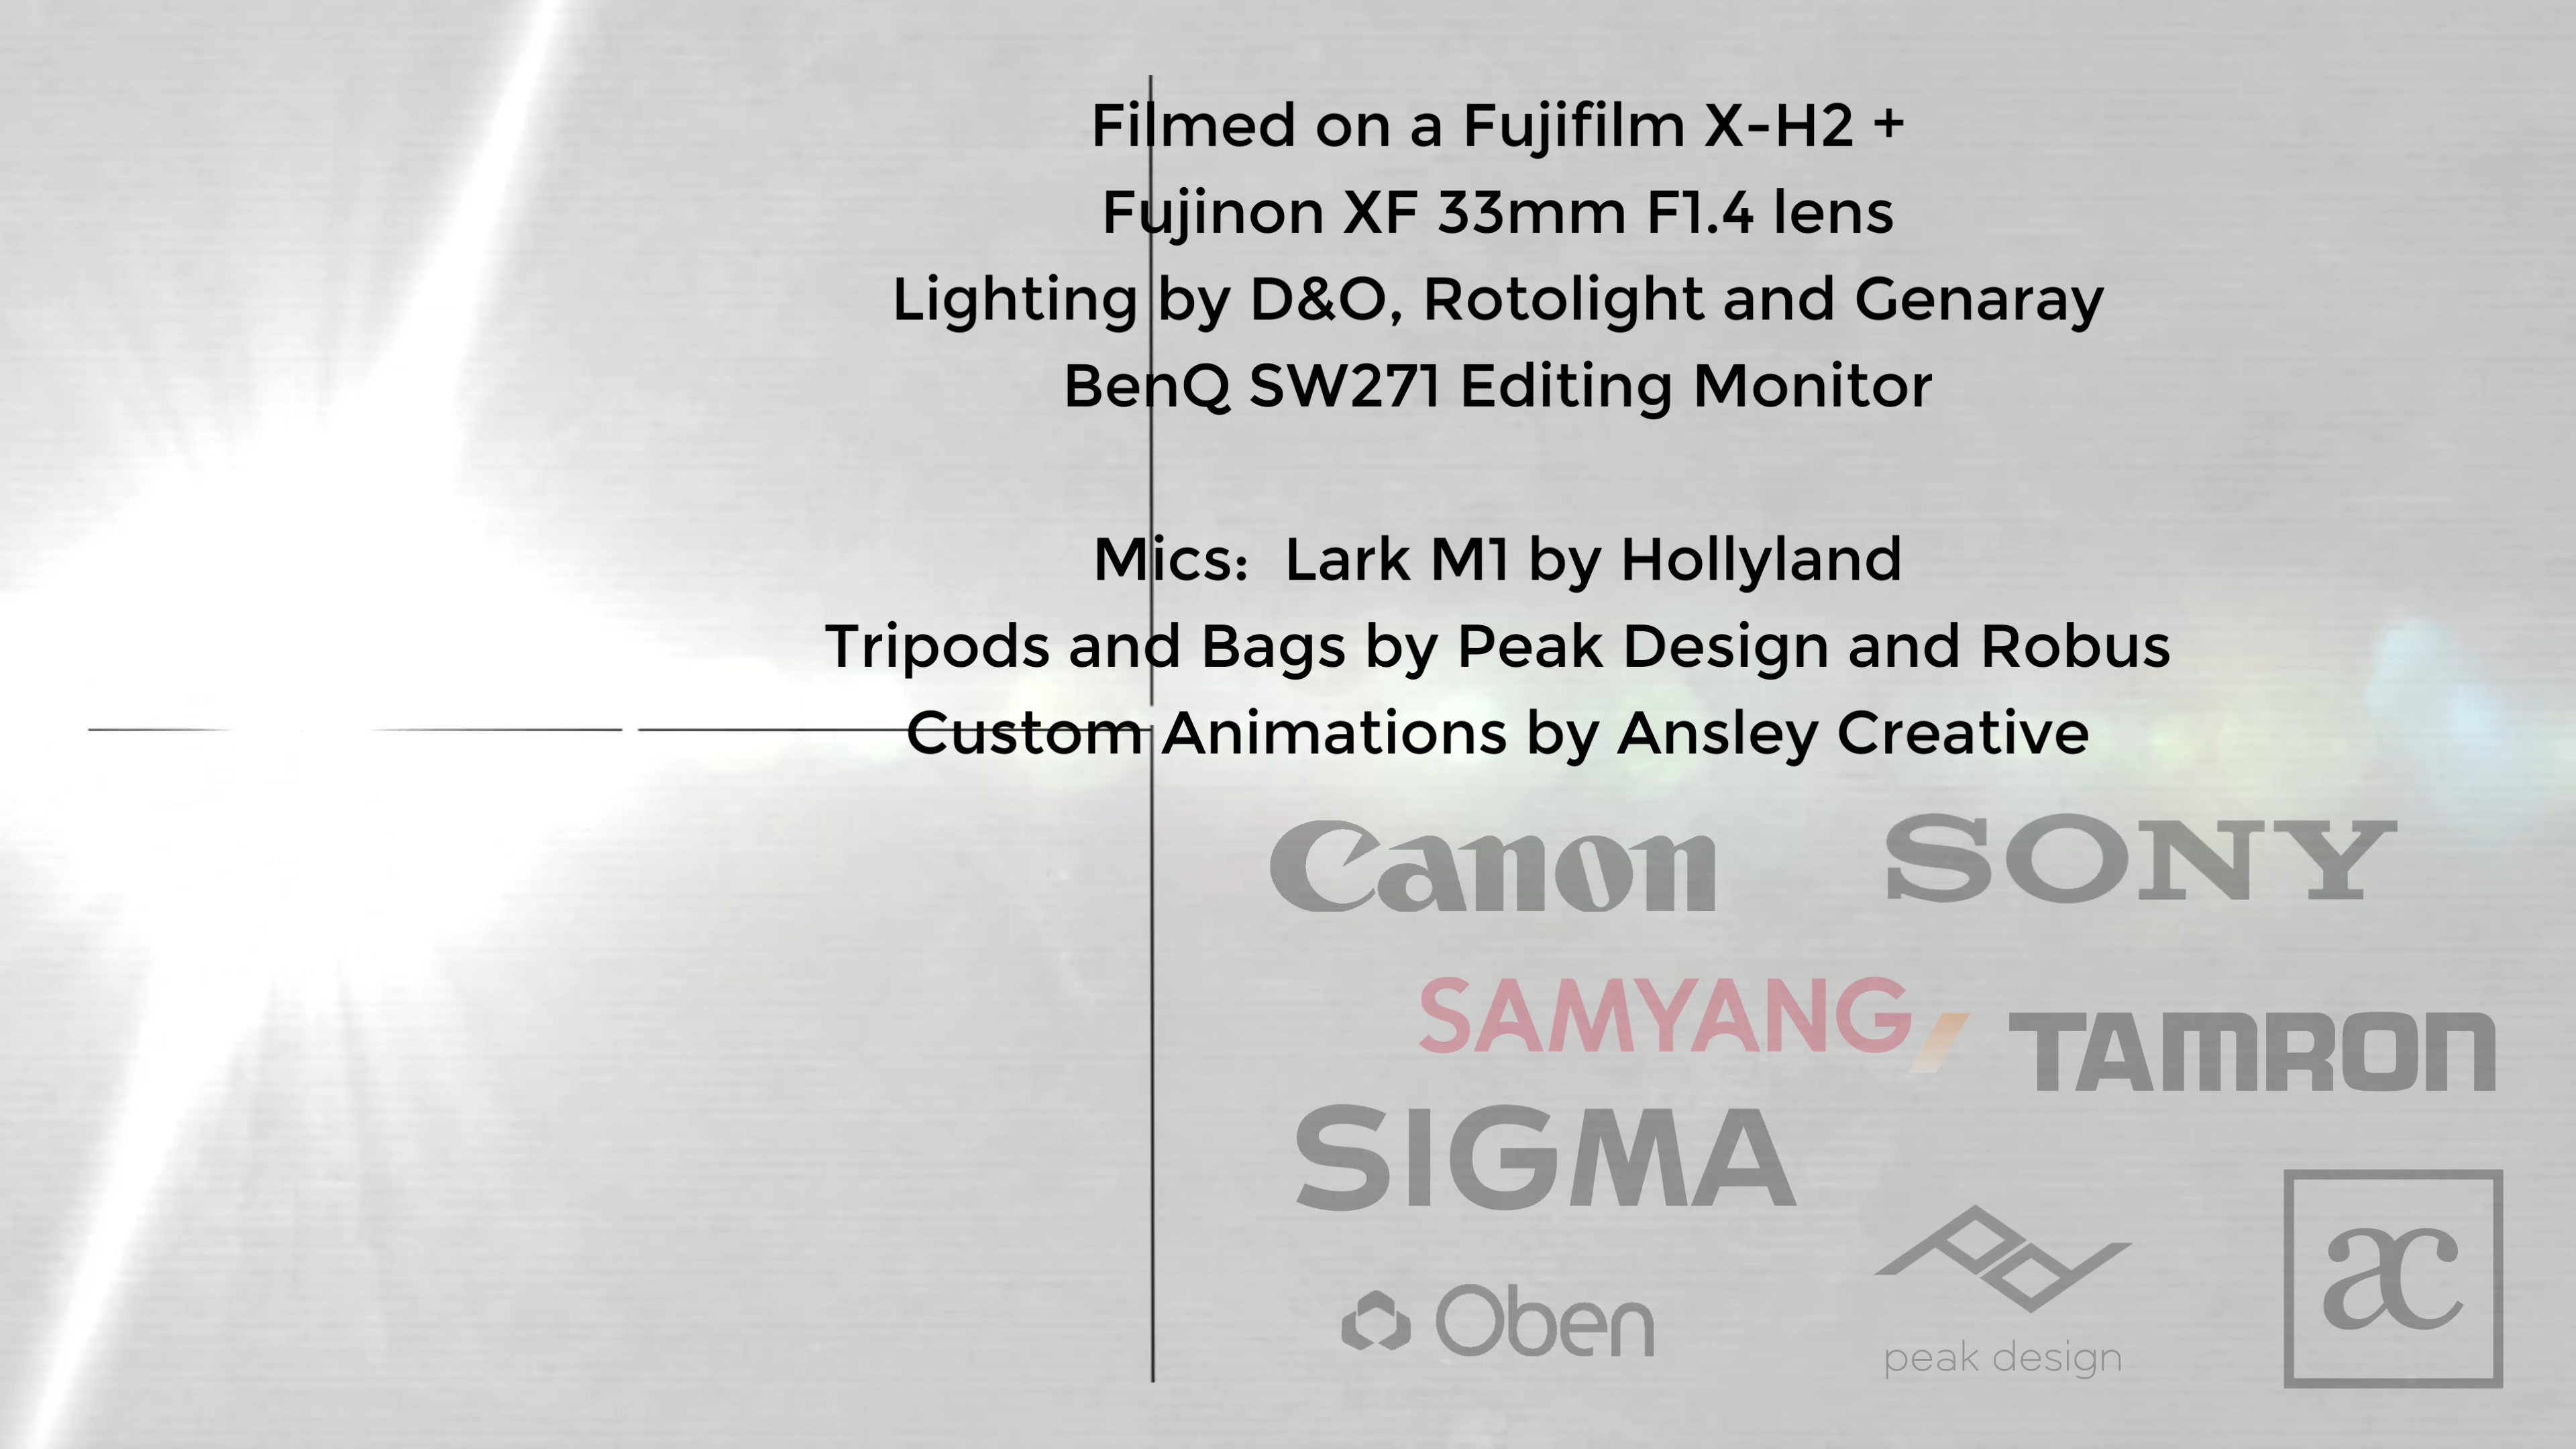 Filmed on a Fujifilm X-H2 +
Fujinon XF 33mm F1.4 lens
Lighting by D&O, Rotolight and Genaray
BenQ SW271 Editing Monitor
Mics:  Lark M1 by Hollyland
Tripods and Bags by Peak Design and Robus
Custom Animations by Ansley Creative
Canon
SONY
SAMYANG
TAMRON
SIGMA
Oben
pd
peak design
ac